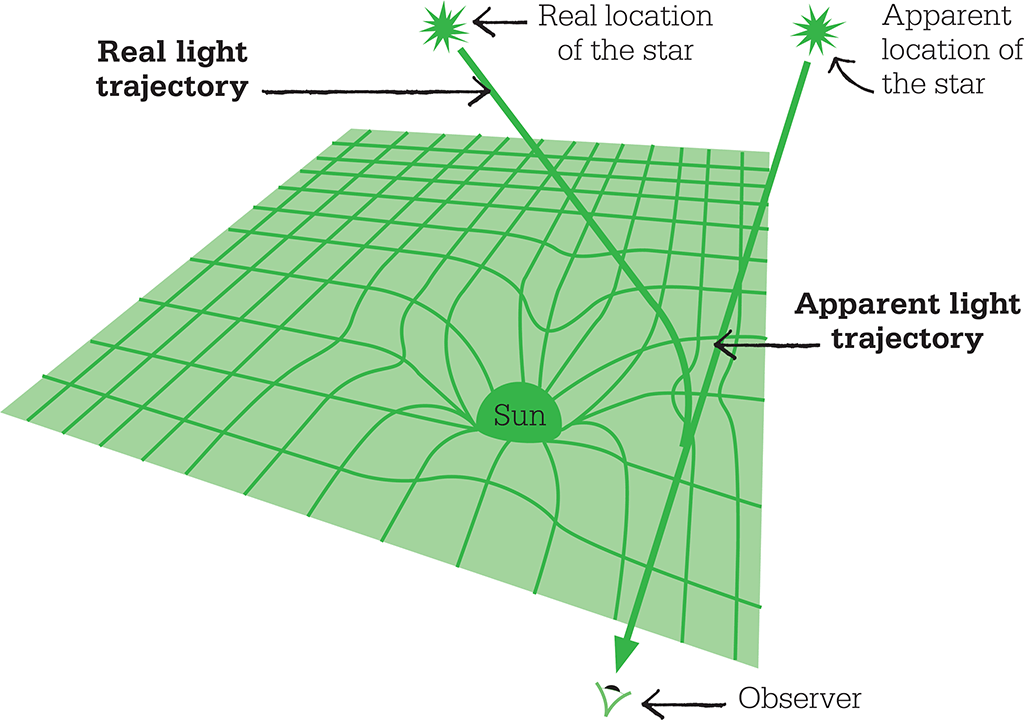 Real location
of the star
Apparent
location of
the star
Real light
trajectory
Apparent light
trajectory
Sun
Observer